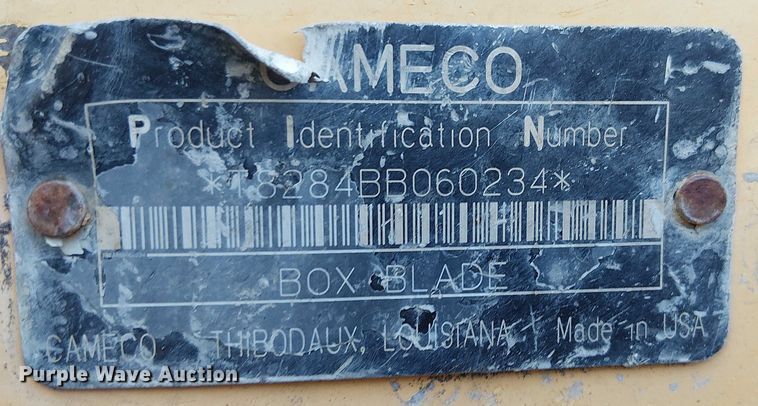 CAMECO
Product Identification Number
*T8284BB060234*
BOX BLADE
CAMECO THIBODAUX, LOUISIANA Made in USA
Purple Wave Auction